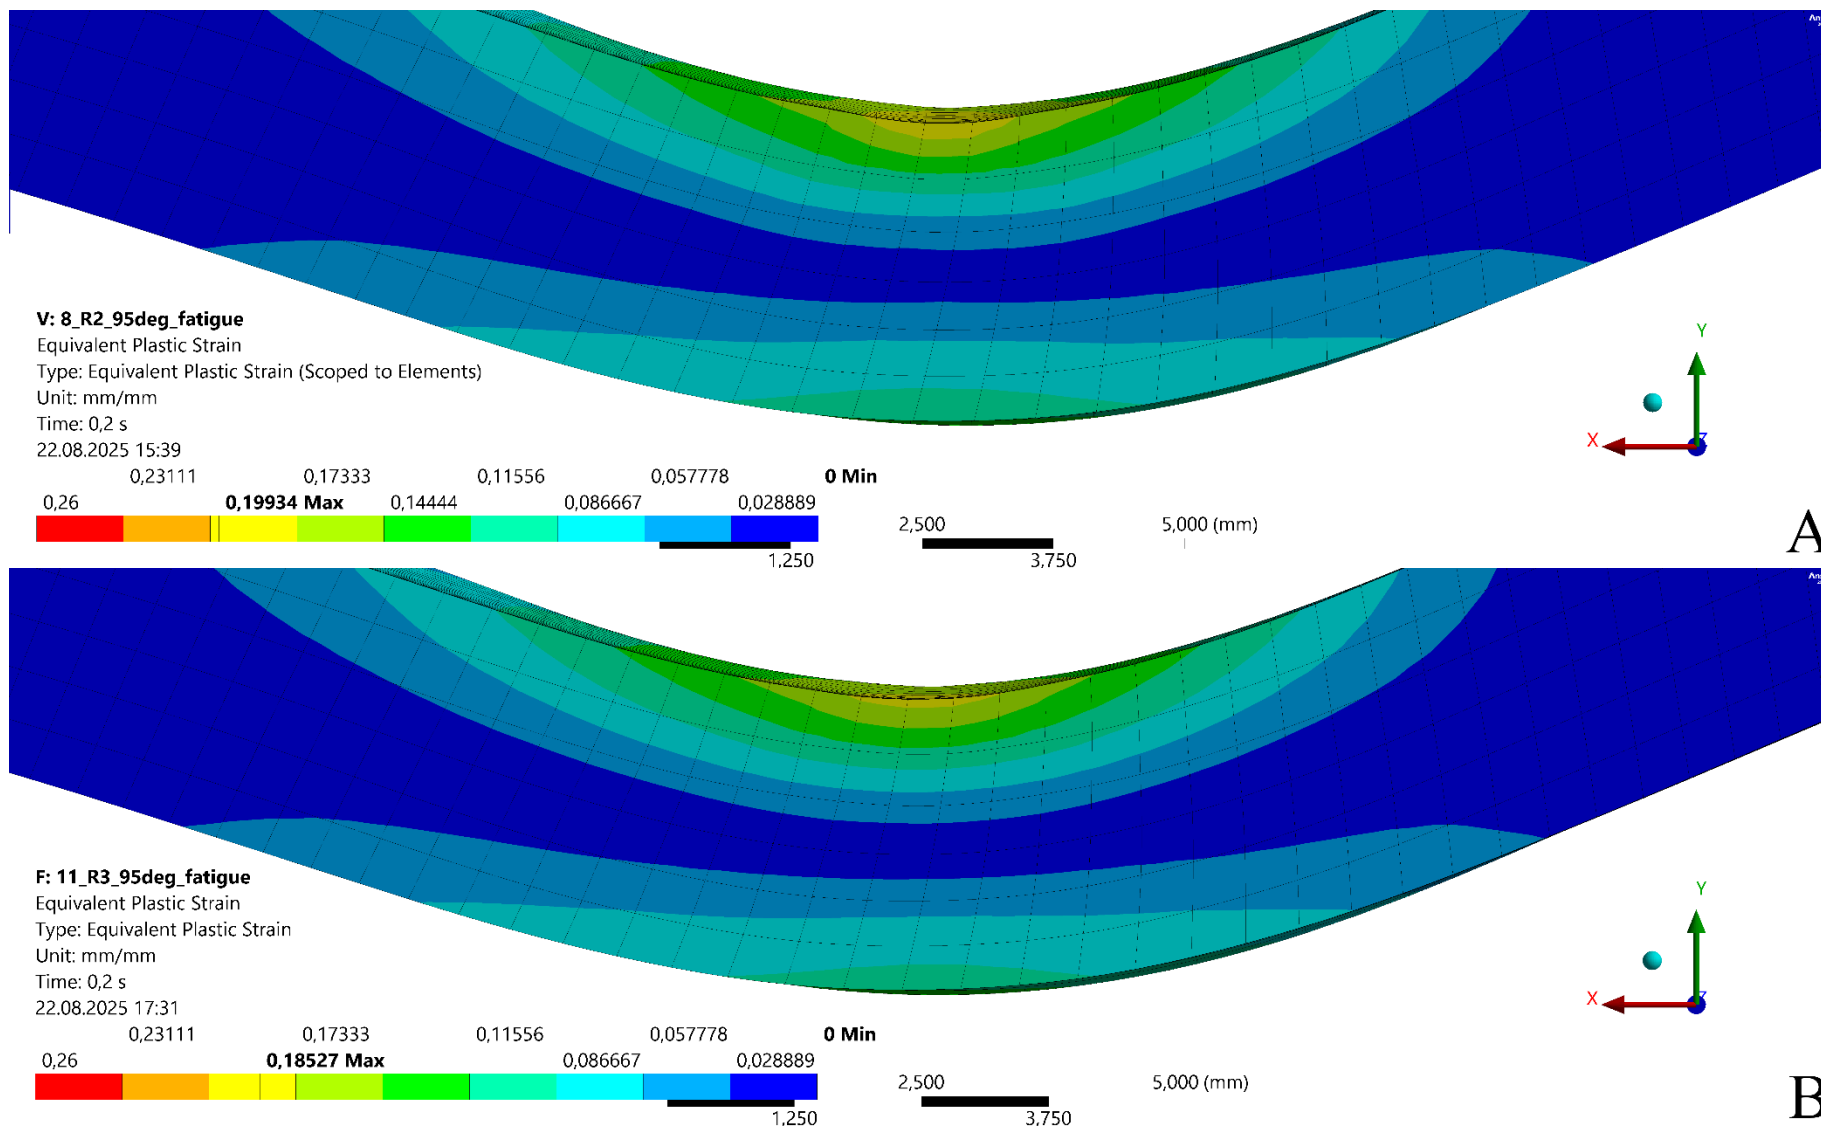 V: 8_R2_95deg_fatigue
Equivalent Plastic Strain
Type: Equivalent Plastic Strain (Scoped to Elements)
Unit: mm/mm
Time: 0,2 s
22.08.2025 15:39
0,23111 0,17333 0,11556 0,057778 0 Min
0,26 0,19934 Max 0,14444 0,086667 0,028889
2,500 5,000 (mm)
1,250 3,750
Y
X
Z
A
F: 11_R3_95deg_fatigue
Equivalent Plastic Strain
Type: Equivalent Plastic Strain
Unit: mm/mm
Time: 0,2 s
22.08.2025 17:31
0,23111 0,17333 0,11556 0,057778 0 Min
0,26 0,18527 Max 0,086667 0,028889
2,500 5,000 (mm)
1,250 3,750
Y
X
Z
B